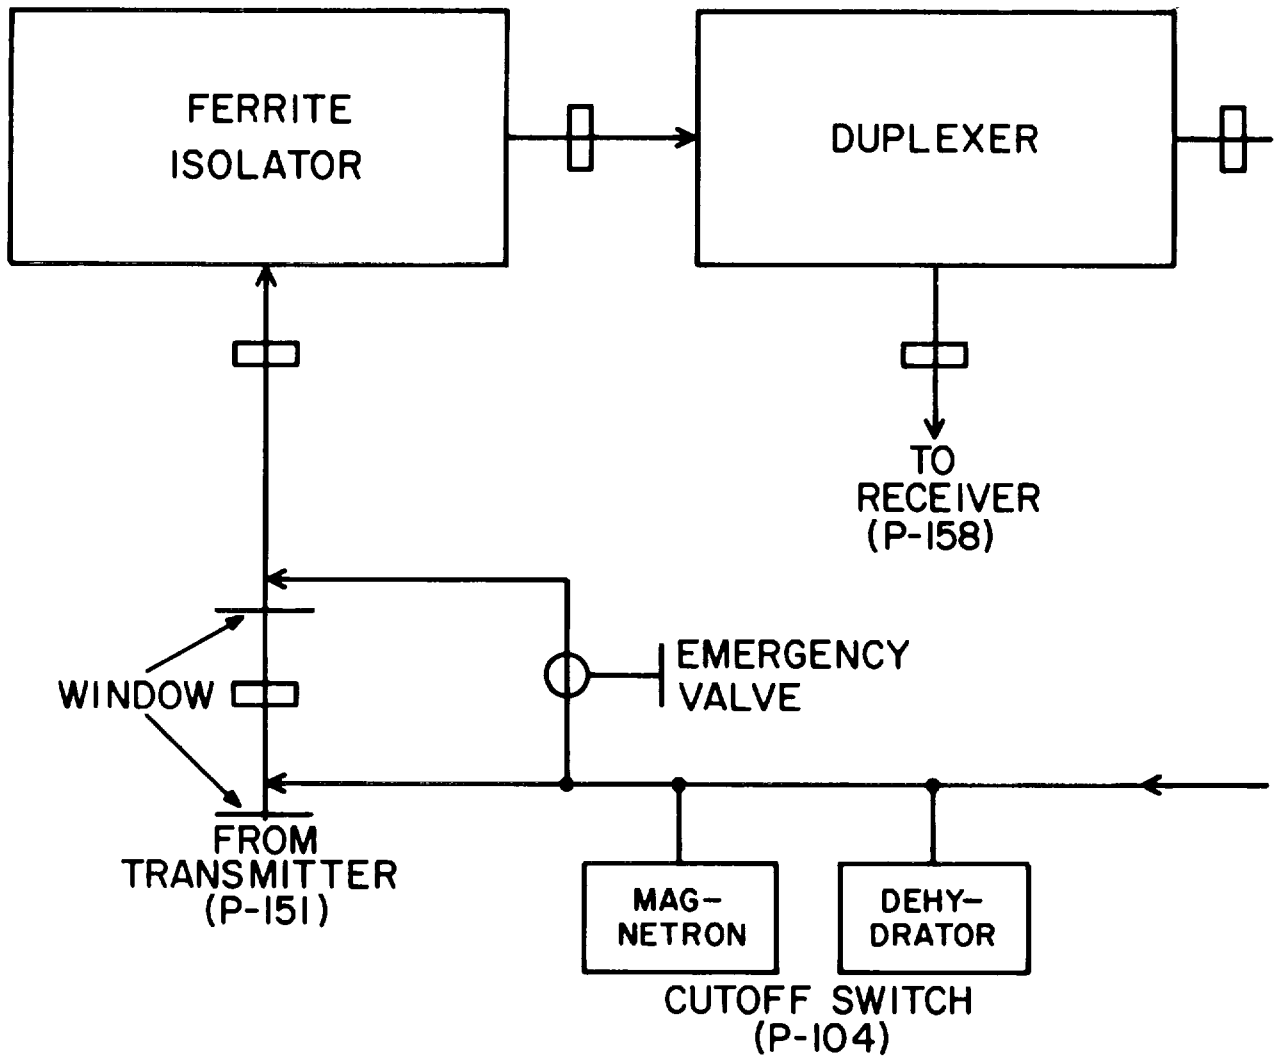 FERRITE
ISOLATOR
DUPLEXER
TO
RECEIVER
(P-158)
WINDOW
EMERGENCY
VALVE
FROM
TRANSMITTER
(P-151)
MAG-
NETRON
DEHY-
DRATOR
CUTOFF SWITCH
(P-104)